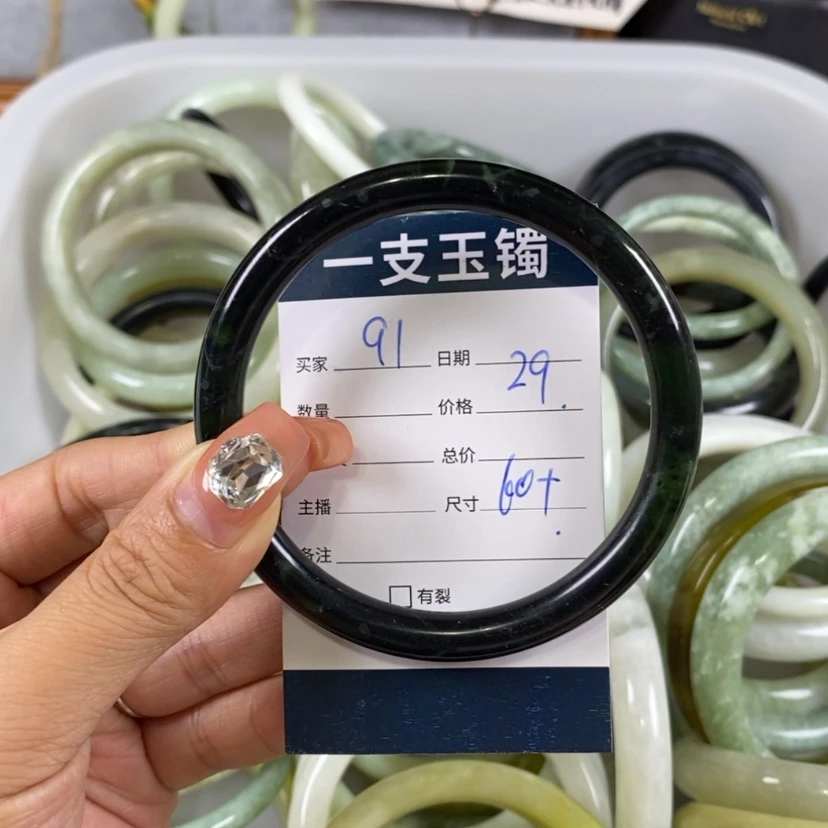 一支玉镯
买家 91 日期
数量 价格 29.
总价
主播 尺寸 60+.
备注
有裂